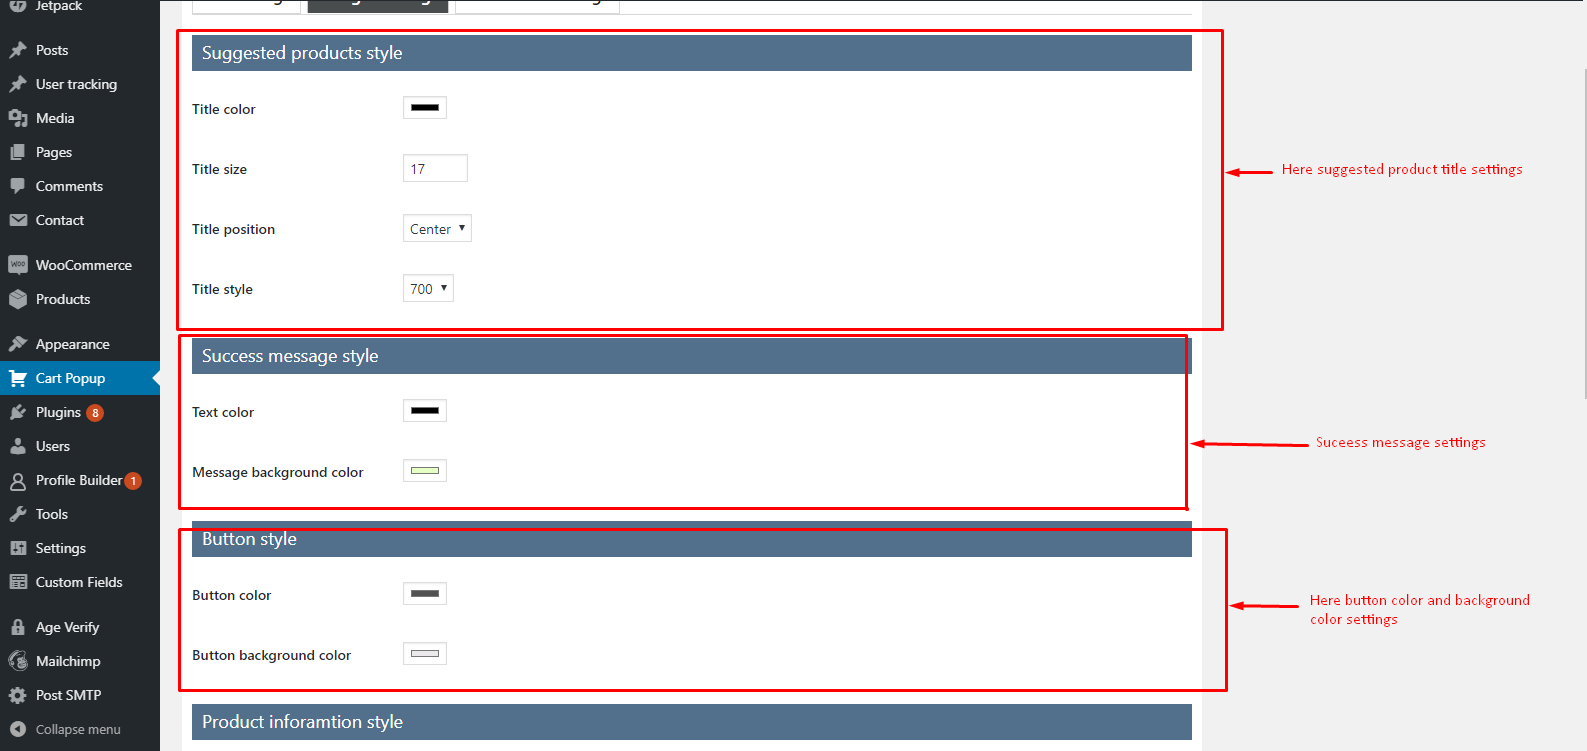 Jetpack
Posts
User tracking
Media
Pages
Comments
Contact
WOO WooCommerce
Products
Appearance
Cart Popup
Plugins 8
Users
Profile Builder 1
Tools
Settings
Custom Fields
Age Verify
Mailchimp
Post SMTP
Collapse menu
Suggested products style
Title color
Title size 17
Title position Center
Title style 700
Here suggested product title settings
Success message style
Text color
Message background color
Suceess message settings
Button style
Button color
Button background color
Here button color and background
color settings
Product inforamtion style